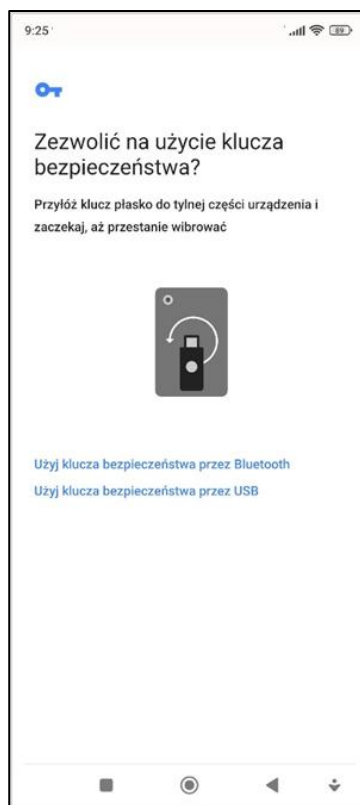 9:25
89
Zezwolić na użycie klucza
bezpieczeństwa?
Przyłóż klucz płasko do tylnej części urządzenia i
zaczekaj, aż przestanie wibrować
Użyj klucza bezpieczeństwa przez Bluetooth
Użyj klucza bezpieczeństwa przez USB